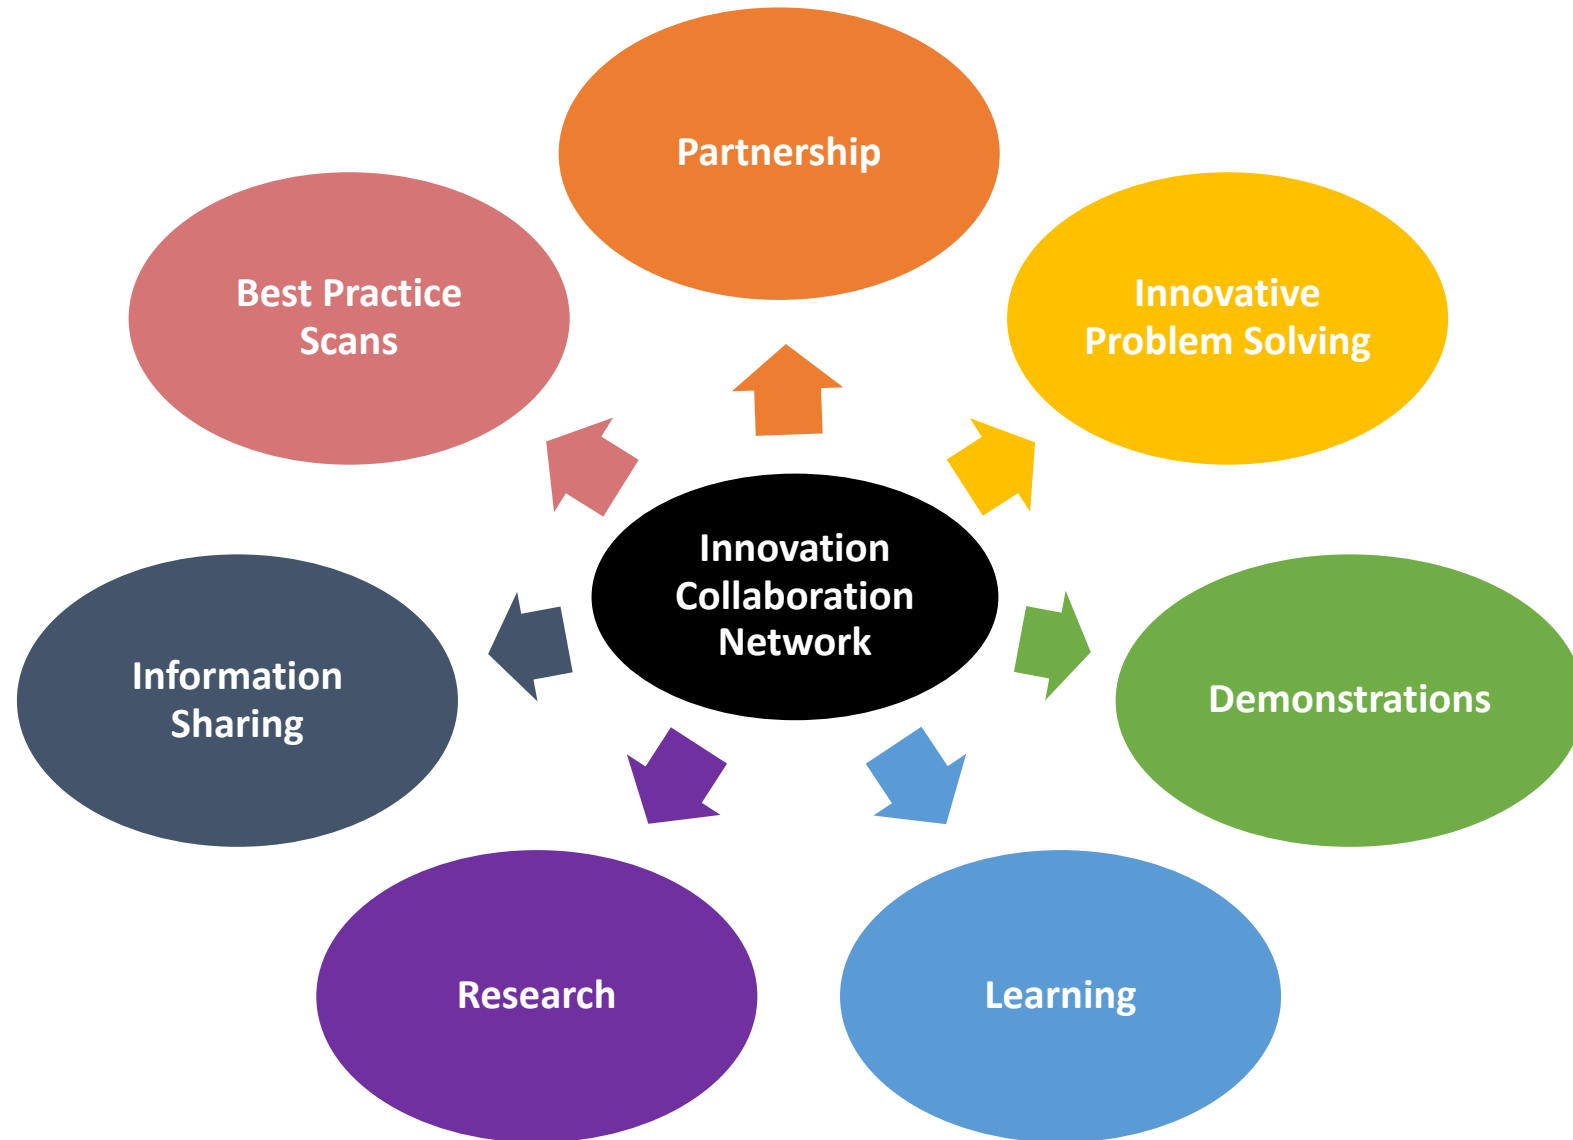 Partnership
Best Practice
Scans
Innovative
Problem Solving
Innovation
Collaboration
Network
Information
Sharing
Demonstrations
Research
Learning